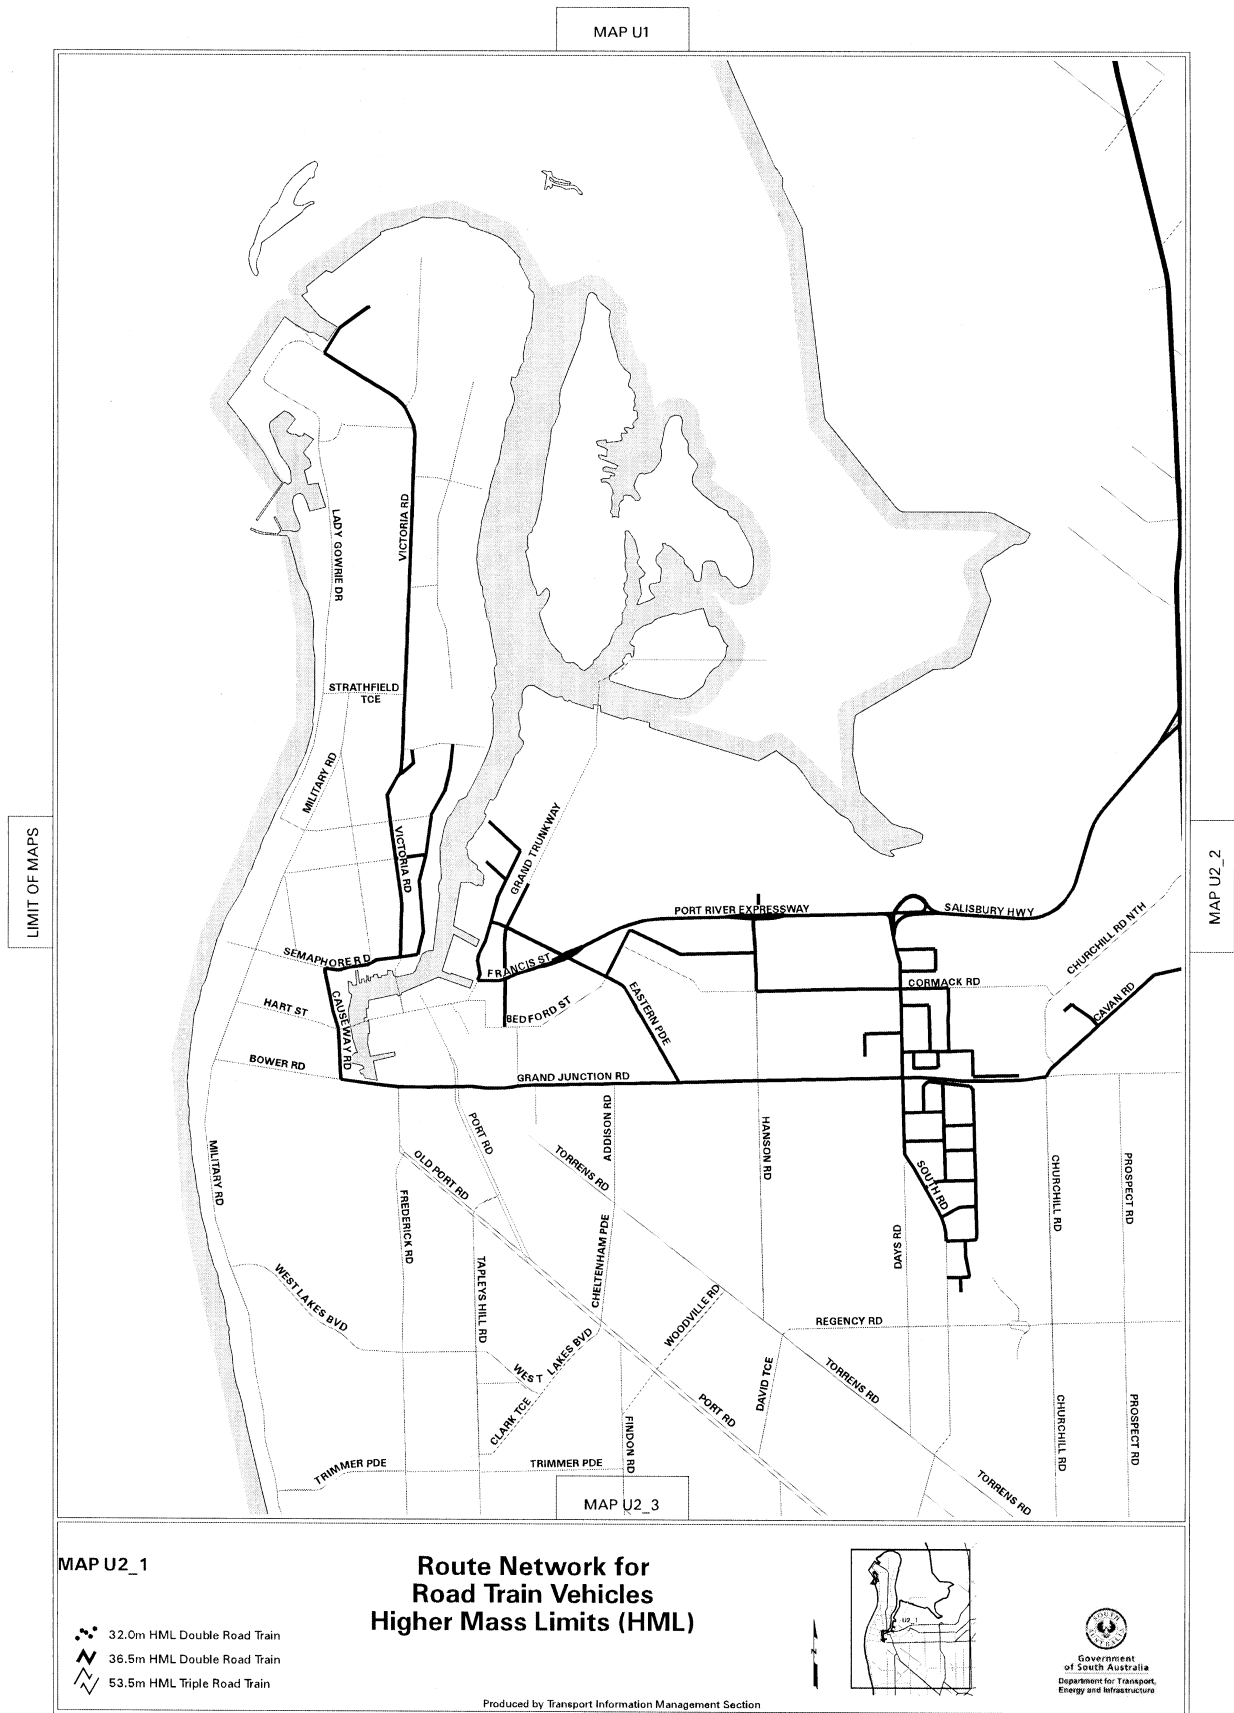 MAP U1
LADY GOWRIE DR
VICTORIA RD
STRATHFIELD
TCE
MILITARY RD
VICTORIA RD
GRAND TRUNKWAY
LIMIT OF MAPS
MAP U2_2
PORT RIVER EXPRESSWAY
SALISBURY HWY
CHURCHILL RD NTH
SEMAPHORE RD
FRANCIS ST
CORMACK RD
CAVAN RD
HART ST
CAUSEWAY RD
BEDFORD ST
EASTERN PDE
BOWER RD
GRAND JUNCTION RD
MILITARY RD
PORT RD
ADDISON RD
HANSON RD
OLD PORT RD
TORRENS RD
SOUTH RD
CHURCHILL RD
PROSPECT RD
FREDERICK RD
CHELTENHAM PDE
DAYS RD
WEST LAKES BVD
TAPLEYS HILL RD
WOODVILLE RD
REGENCY RD
WEST LAKES BVD
TORRENS RD
DAVID TCE
PORT RD
CLARK TCE
FINDON RD
CHURCHILL RD
PROSPECT RD
TRIMMER PDE
TRIMMER PDE
TORRENS RD
MAP U2_3
MAP U2_1
Route Network for
Road Train Vehicles
Higher Mass Limits (HML)
32.0m HML Double Road Train
36.5m HML Double Road Train
53.5m HML Triple Road Train
N
U2_1
SOUTH
AUSTRALIA
Government
of South Australia
Department for Transport,
Energy and Infrastructure
Produced by Transport Information Management Section